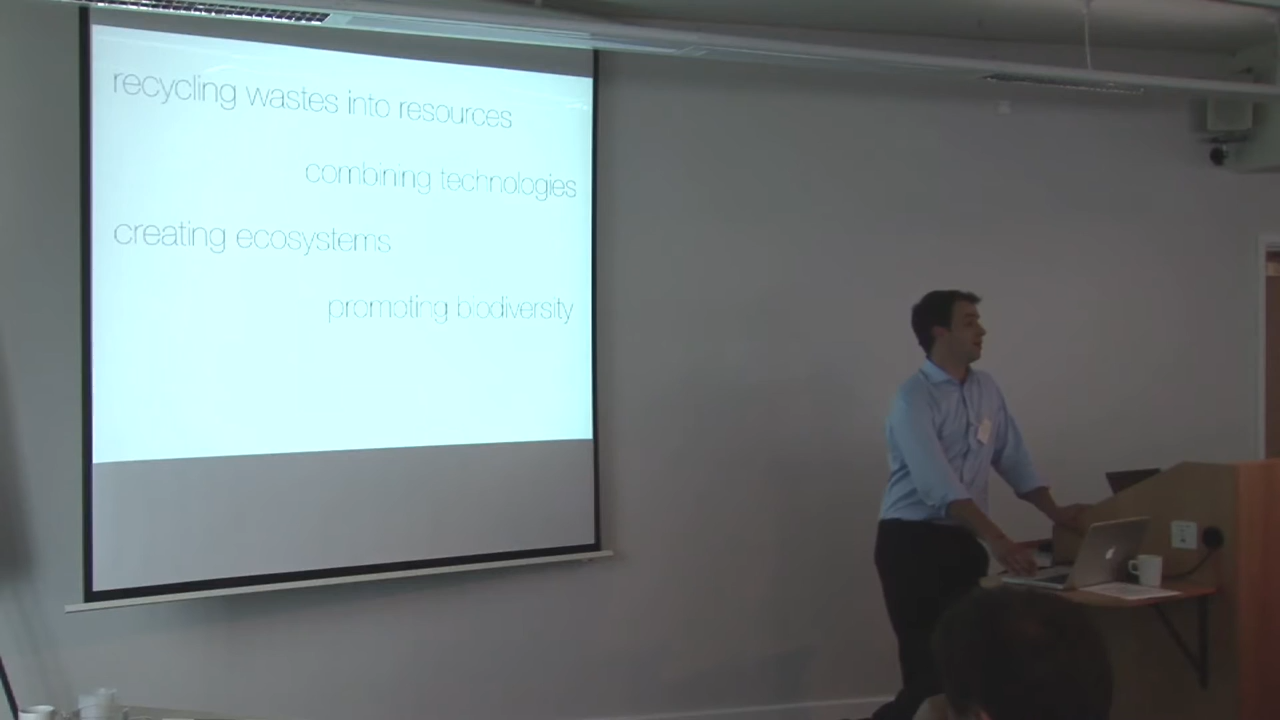 recycling wastes into resources
combining technologies
creating ecosystems
promoting biodiversity